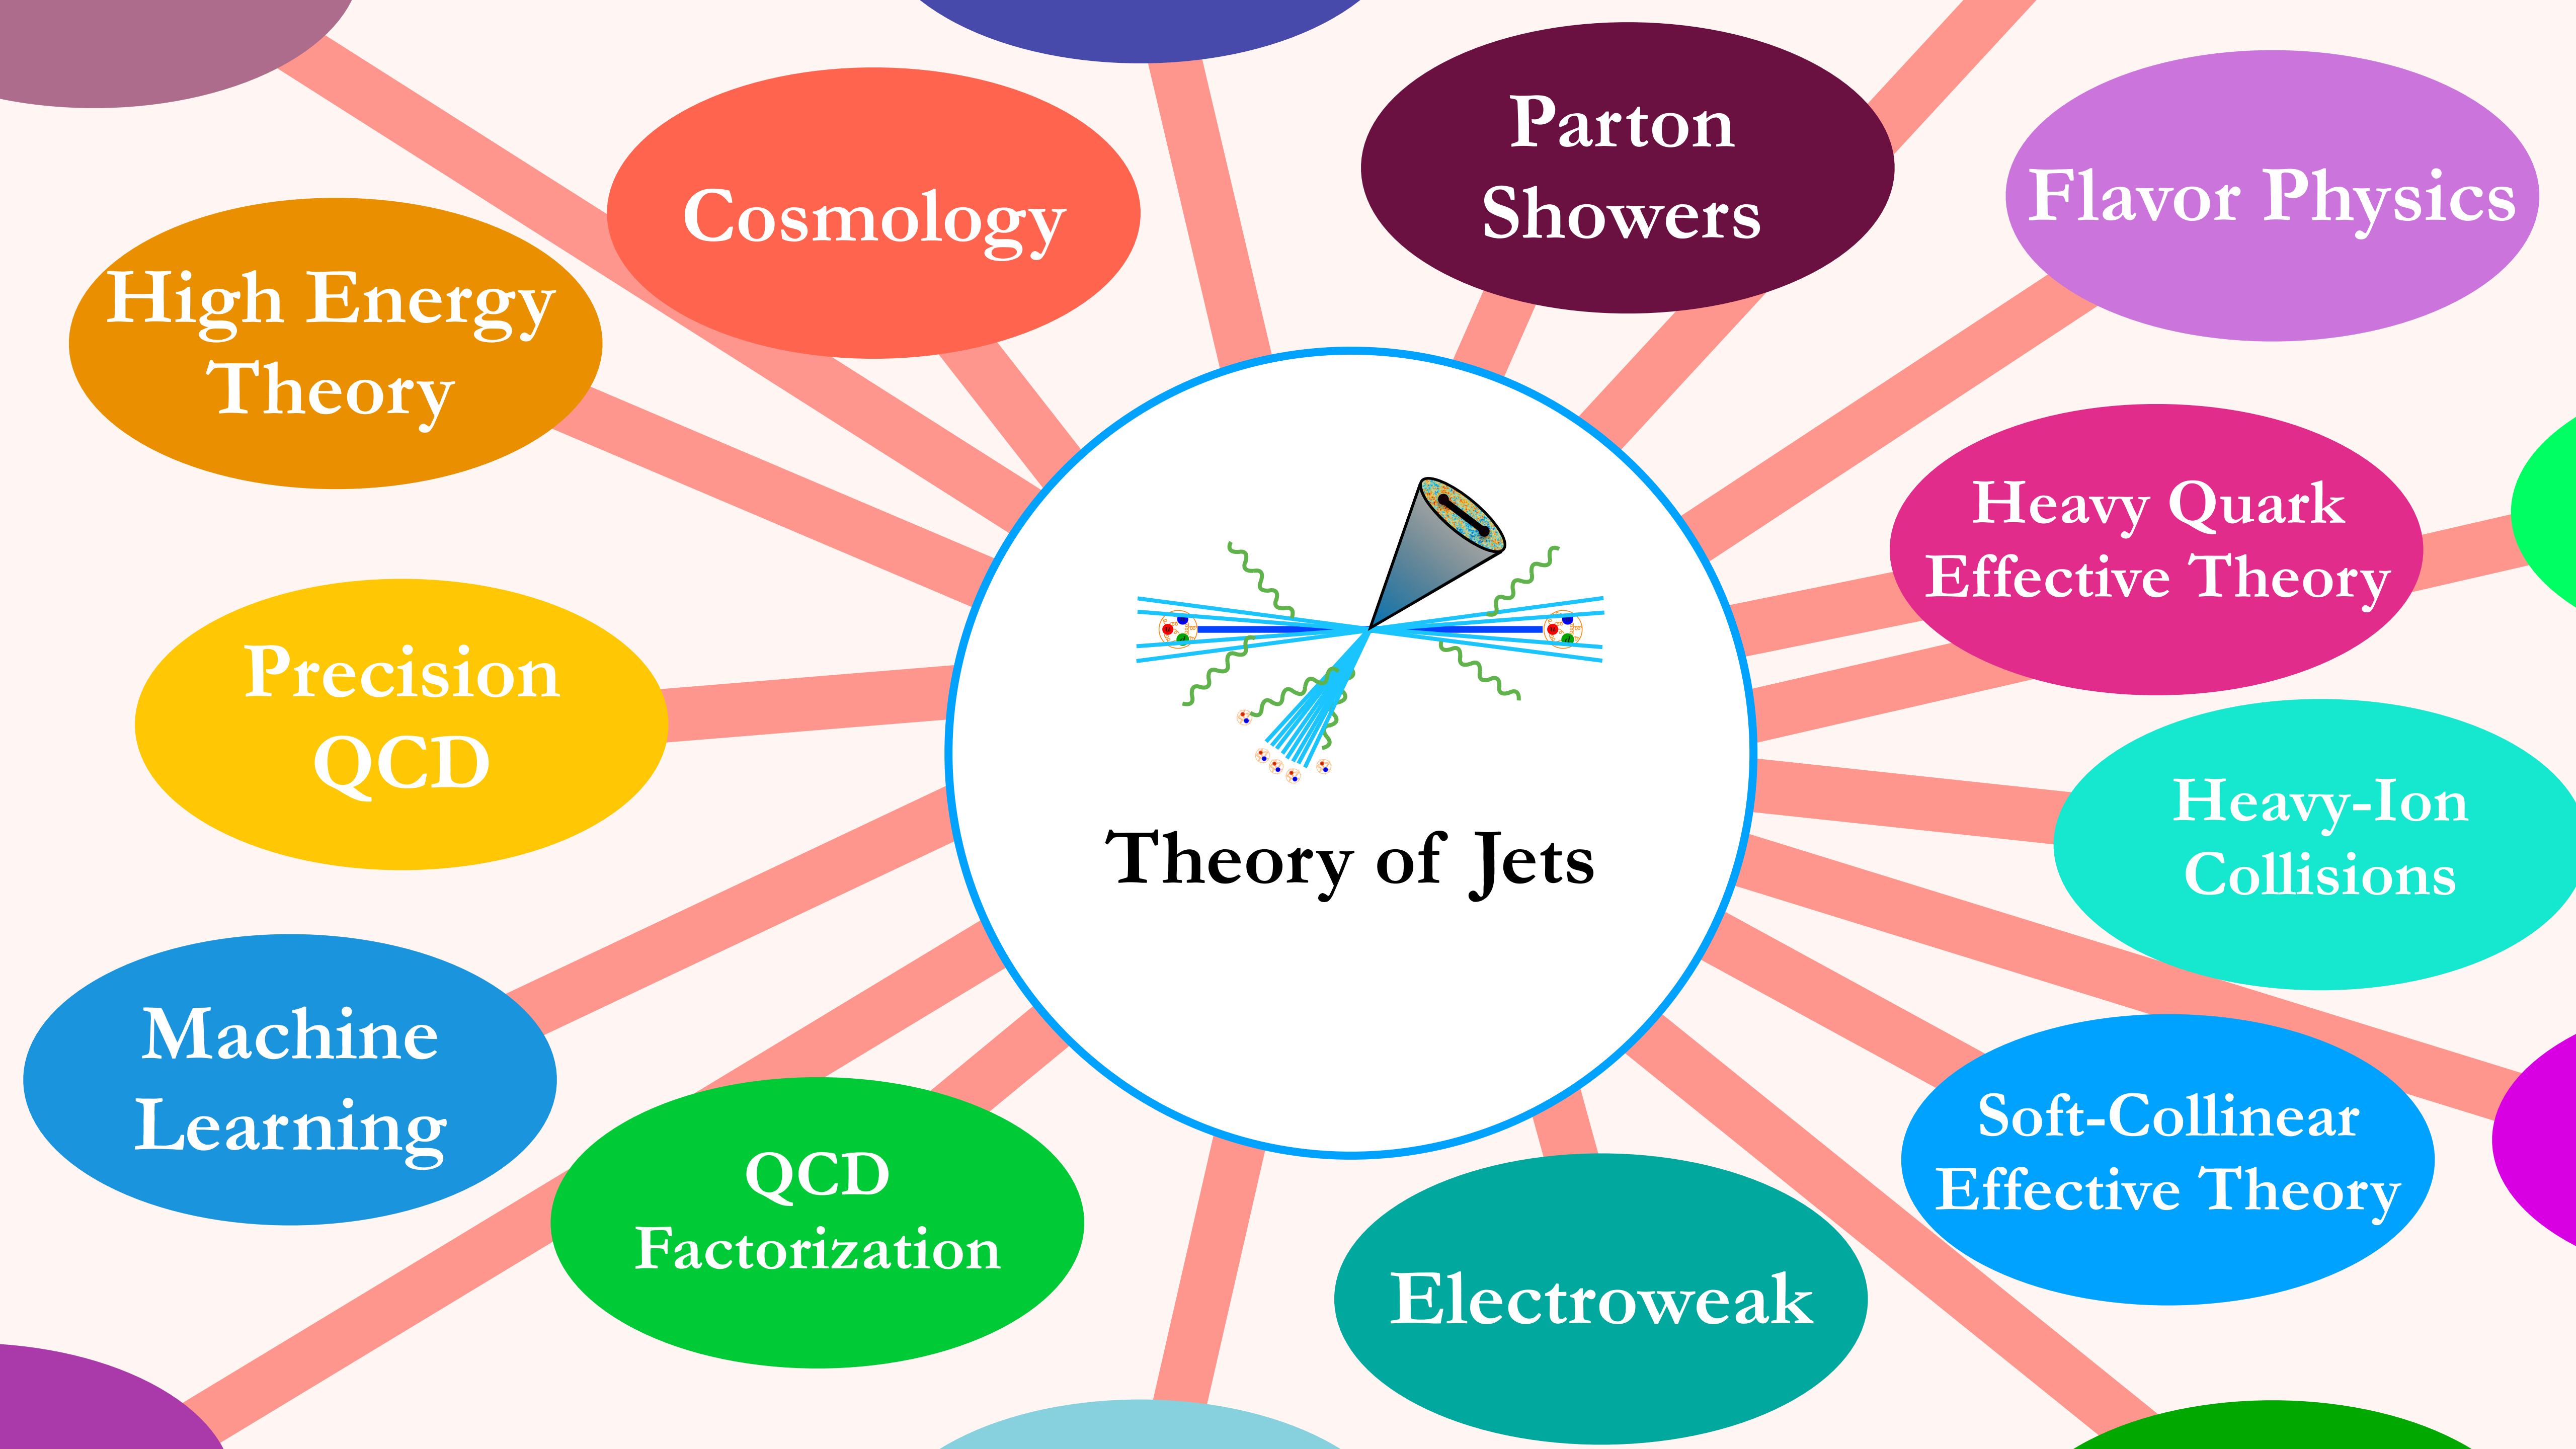 Parton
Showers
Flavor Physics
Cosmology
High Energy
Theory
Heavy Quark
Effective Theory
Precision
QCD
Heavy-Ion
Collisions
Theory of Jets
Machine
Learning
Soft-Collinear
Effective Theory
QCD
Factorization
Electroweak